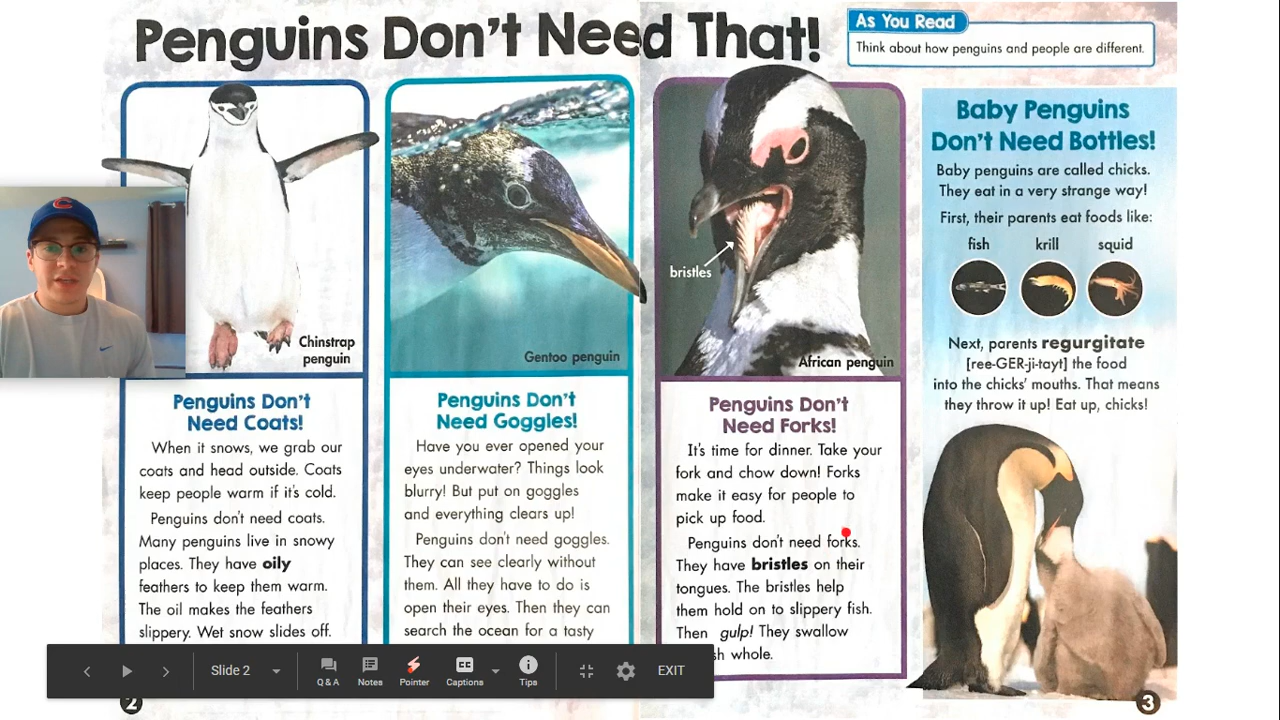 Penguins Don't Need That!
As You Read
Think about how penguins and people are different.
Chinstrap
penguin
Penguins Don't
Need Coats!
When it snows, we grab our
coats and head outside. Coats
keep people warm if it's cold.
Penguins don't need coats.
Many penguins live in snowy
places. They have oily
feathers to keep them warm.
The oil makes the feathers
slippery. Wet snow slides off.
Gentoo penguin
Penguins Don't
Need Goggles!
Have you ever opened your
eyes underwater? Things look
blurry! But put on goggles
and everything clears up!
Penguins don't need goggles.
They can see clearly without
them. All they have to do is
open their eyes. Then they can
search the ocean for a tasty
bristles
African penguin
Penguins Don't
Need Forks!
It's time for dinner. Take your
fork and chow down! Forks
make it easy for people to
pick up food.
Penguins don't need forks.
They have bristles on their
tongues. The bristles help
them hold on to slippery fish.
Then gulp! They swallow
sh whole.
Baby Penguins
Don't Need Bottles!
Baby penguins are called chicks.
They eat in a very strange way!
First, their parents eat foods like:
fish krill squid
Next, parents regurgitate
[ree-GER-ji-tayt] the food
into the chicks' mouths. That means
they throw it up! Eat up, chicks!
C
Slide 2
Q & A
Notes
Pointer
CC
Captions
Tips
EXIT
2
3